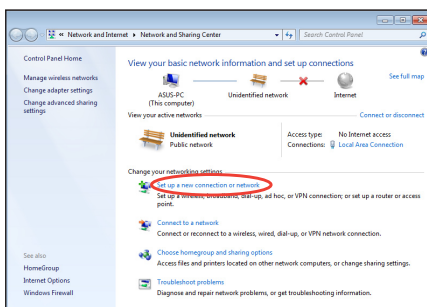 « Network and Internet ▸ Network and Sharing Center
Search Control Panel
Control Panel Home
Manage wireless networks
Change adapter settings
Change advanced sharing
settings
See also
HomeGroup
Internet Options
Windows Firewall
View your basic network information and set up connections
See full map
ASUS-PC
(This computer)
Unidentified network
Internet
View your active networks
Connect or disconnect
Unidentified network
Public network
Access type: No Internet access
Connections: Local Area Connection
Change your networking settings
Set up a new connection or network
Set up a wireless, broadband, dial-up, ad hoc, or VPN connection; or set up a router or access
point.
Connect to a network
Connect or reconnect to a wireless, wired, dial-up, or VPN network connection.
Choose homegroup and sharing options
Access files and printers located on other network computers, or change sharing settings.
Troubleshoot problems
Diagnose and repair network problems, or get troubleshooting information.